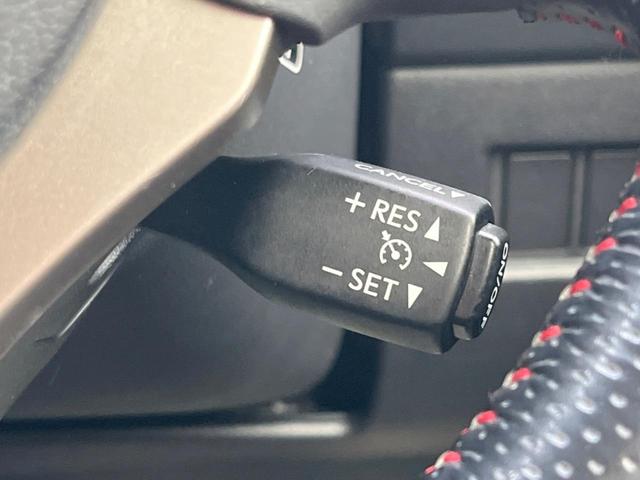 CANCEL▼
+ RES▲
− SET▼
ON/OFF